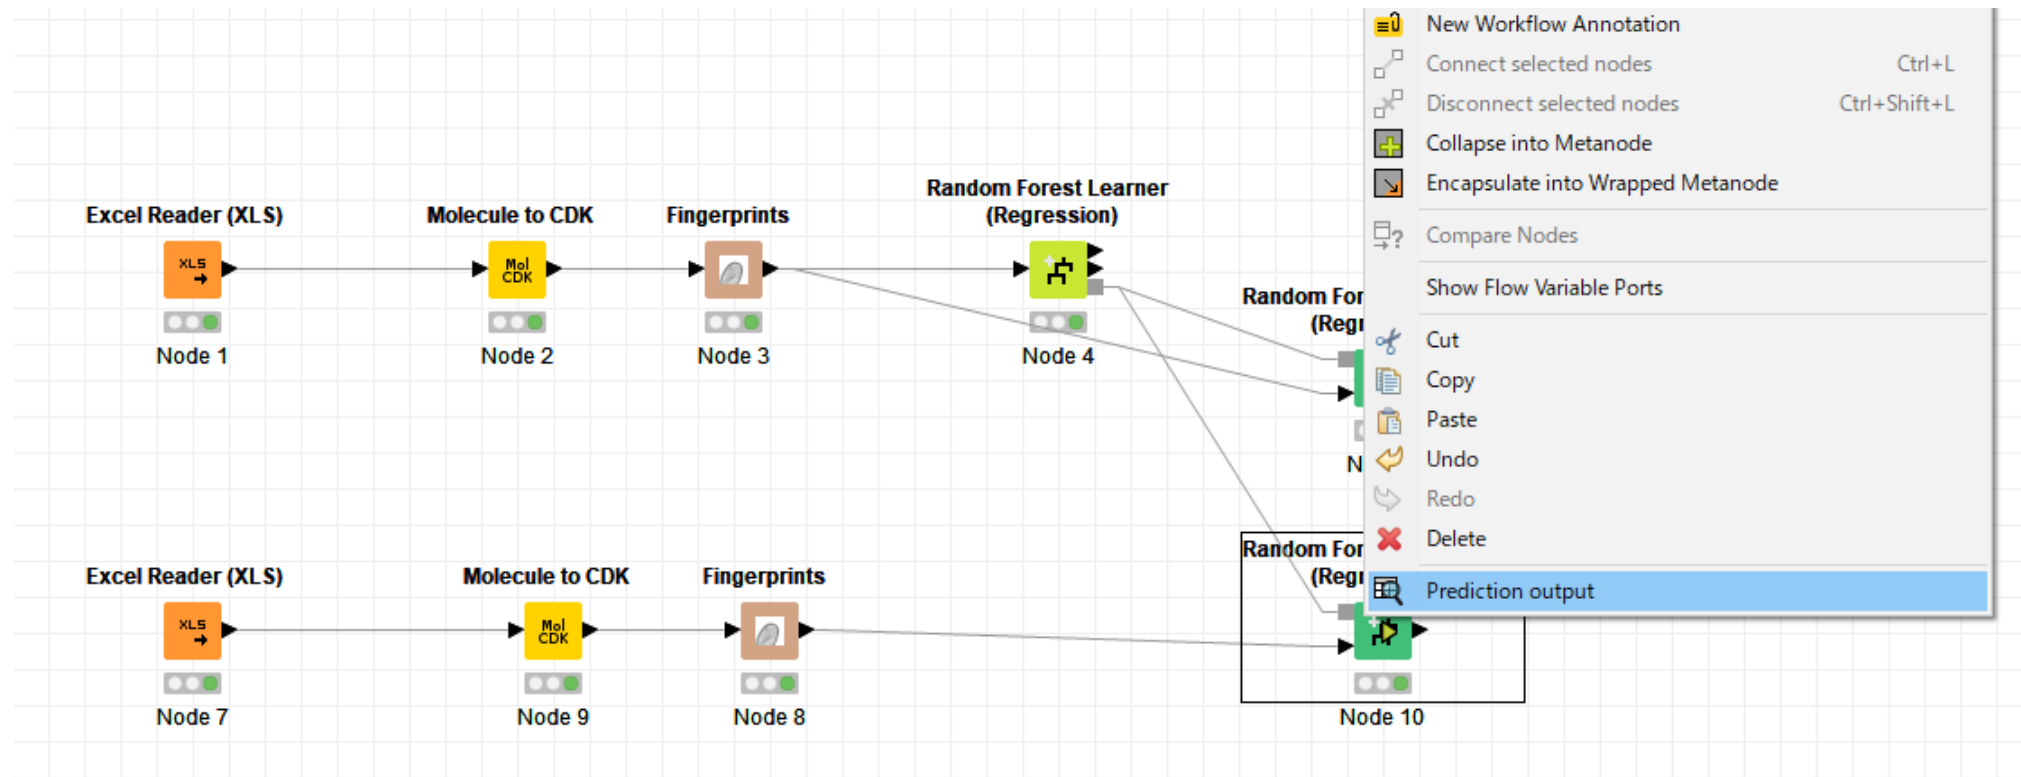 New Workflow Annotation
Connect selected nodes Ctrl+L
Disconnect selected nodes Ctrl+Shift+L
Collapse into Metanode
Encapsulate into Wrapped Metanode
Compare Nodes
Show Flow Variable Ports
Cut
Copy
Paste
Undo
Redo
Delete
Prediction output
Excel Reader (XLS)
XLS
Node 1
Molecule to CDK
Mol
CDK
Node 2
Fingerprints
Node 3
Random Forest Learner
(Regression)
Node 4
Random For
(Regr
N
Excel Reader (XLS)
XLS
Node 7
Molecule to CDK
Mol
CDK
Node 9
Fingerprints
Node 8
Random For
(Regr
Node 10